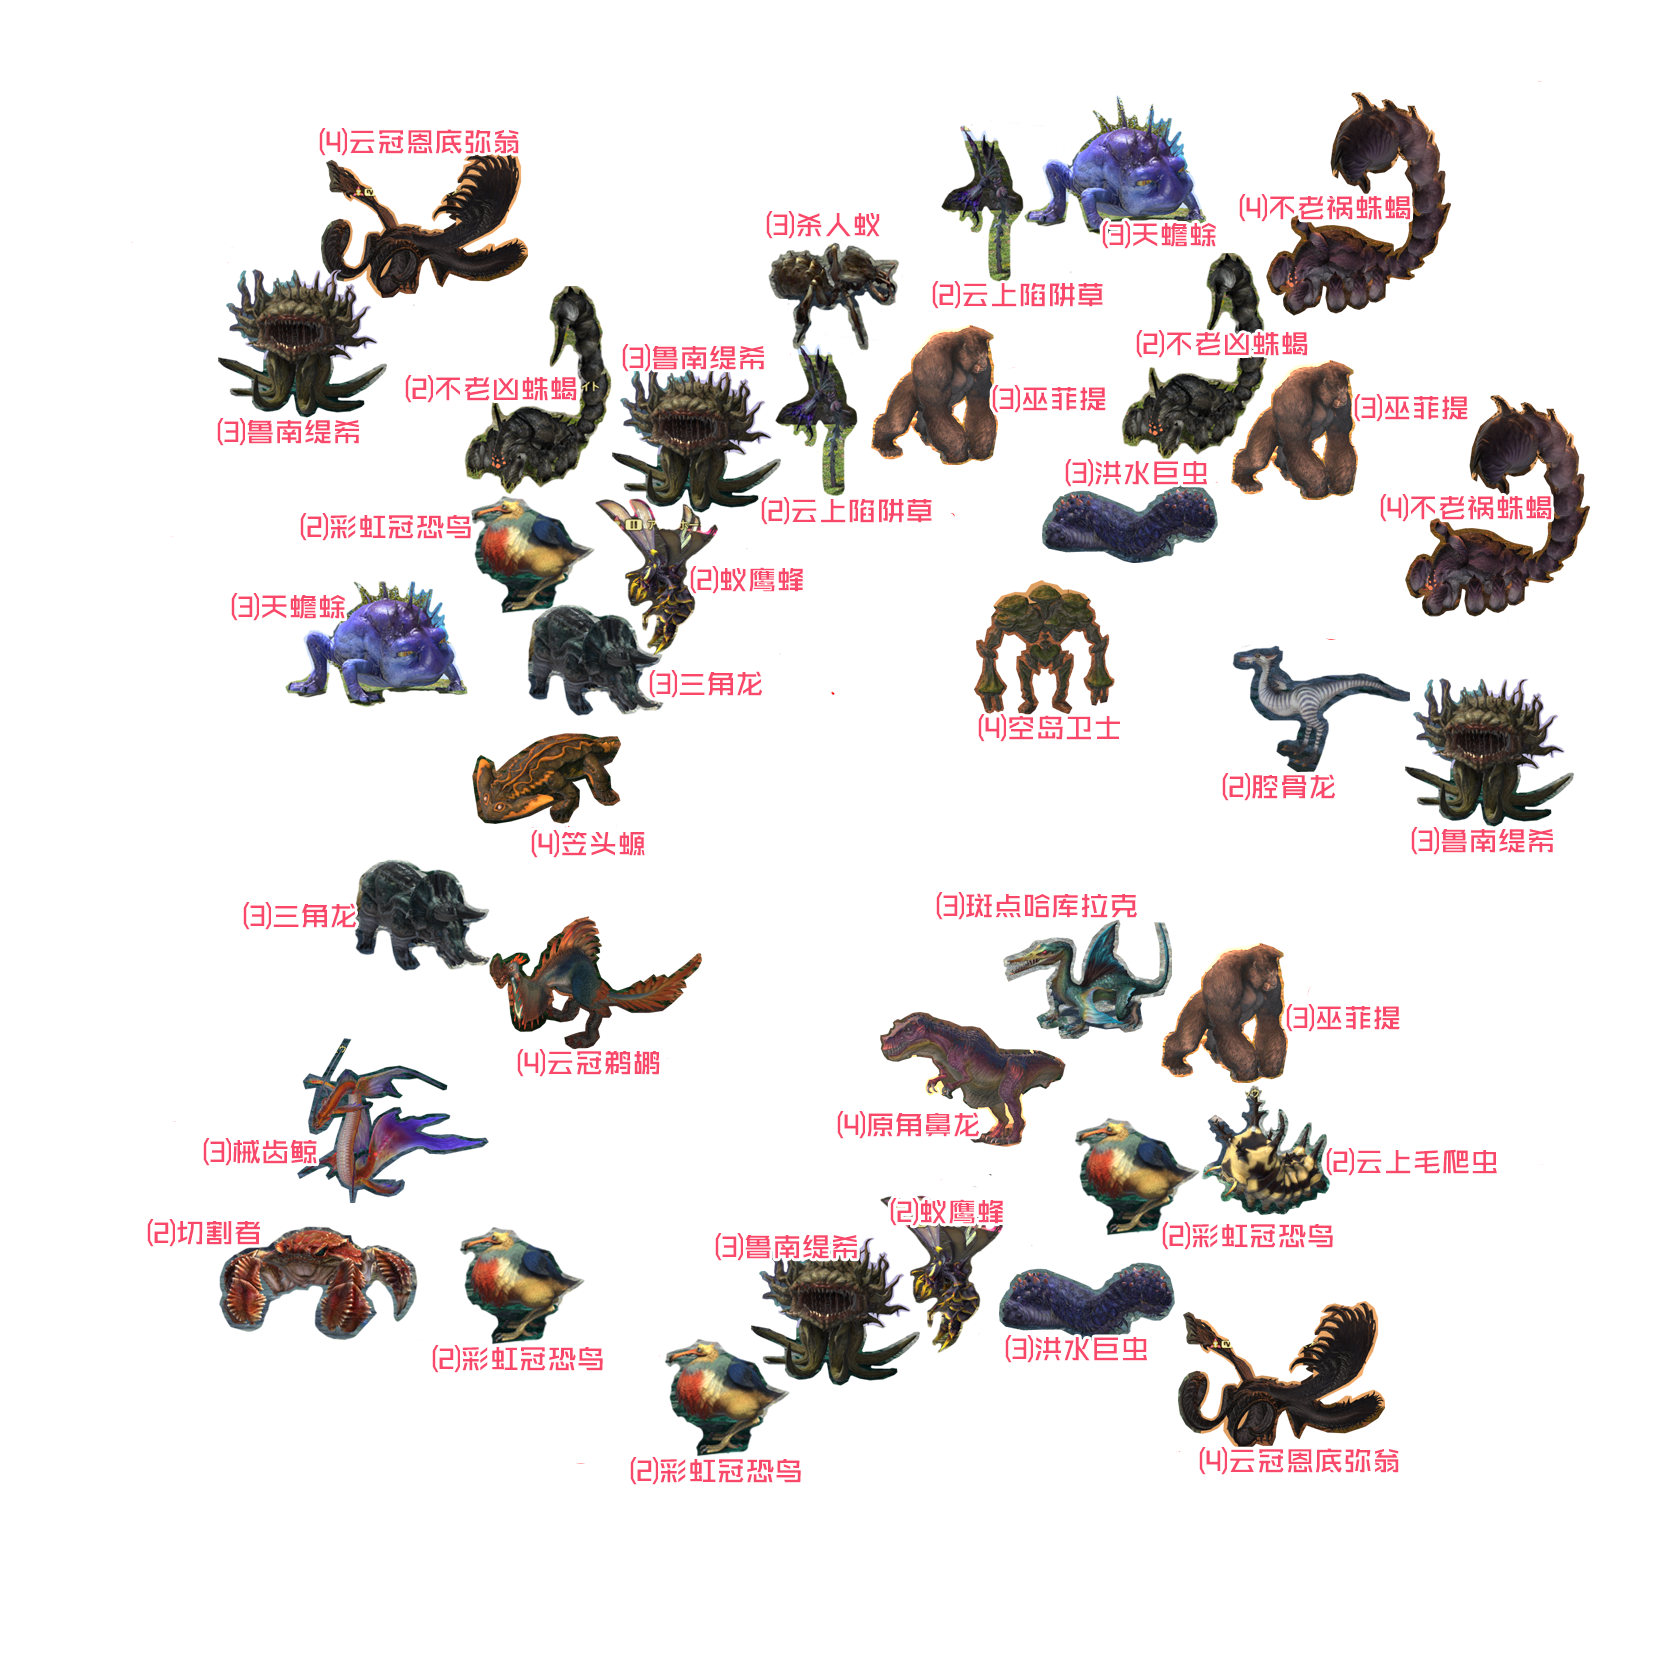 (4)云冠恩底弥翁
(3)杀人蚁
(3)天蟾蜍
(4)不老祸蛛蝎
(2)云上陷阱草
(2)不老凶蛛蝎
(3)鲁南缇希
(2)不老凶蛛蝎
イト
(3)巫菲提
(3)巫菲提
(3)鲁南缇希
(3)洪水巨虫
(2)云上陷阱草
(4)不老祸蛛蝎
(2)彩虹冠恐鸟
(2)蚁鹰蜂
(3)天蟾蜍
(3)三角龙
(4)空岛卫士
(2)腔骨龙
(4)笠头螈
(3)鲁南缇希
(3)三角龙
(3)斑点哈库拉克
(3)巫菲提
(4)云冠鹈鹕
(4)原角鼻龙
(3)械齿鲸
(2)云上毛爬虫
(2)切割者
(2)蚁鹰蜂
(2)彩虹冠恐鸟
(3)鲁南缇希
(2)彩虹冠恐鸟
(3)洪水巨虫
(2)彩虹冠恐鸟
(4)云冠恩底弥翁